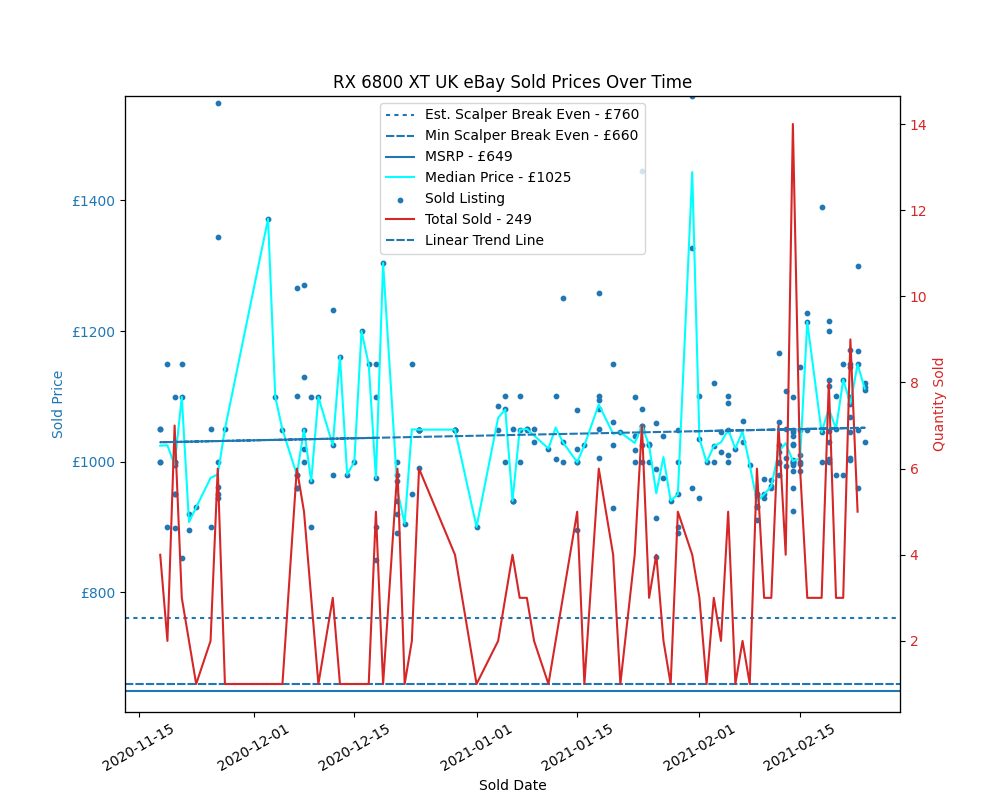 RX 6800 XT UK eBay Sold Prices Over Time
Est. Scalper Break Even - £760
Min Scalper Break Even - £660
MSRP - £649
Median Price - £1025
Sold Listing
Total Sold - 249
Linear Trend Line
£1400
£1200
£1000
£800
Sold Price
14
12
10
8
6
4
2
Quantity Sold
2020-11-15
2020-12-01
2020-12-15
2021-01-01
2021-01-15
2021-02-01
2021-02-15
Sold Date